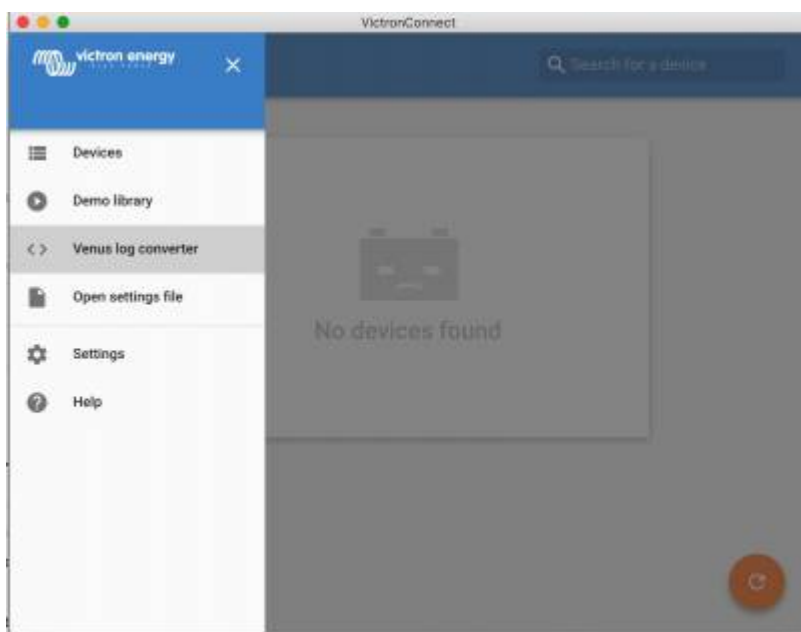 VictronConnect
victron energy
Search for a device
Devices
Demo library
Venus log converter
Open settings file
No devices found
Settings
Help